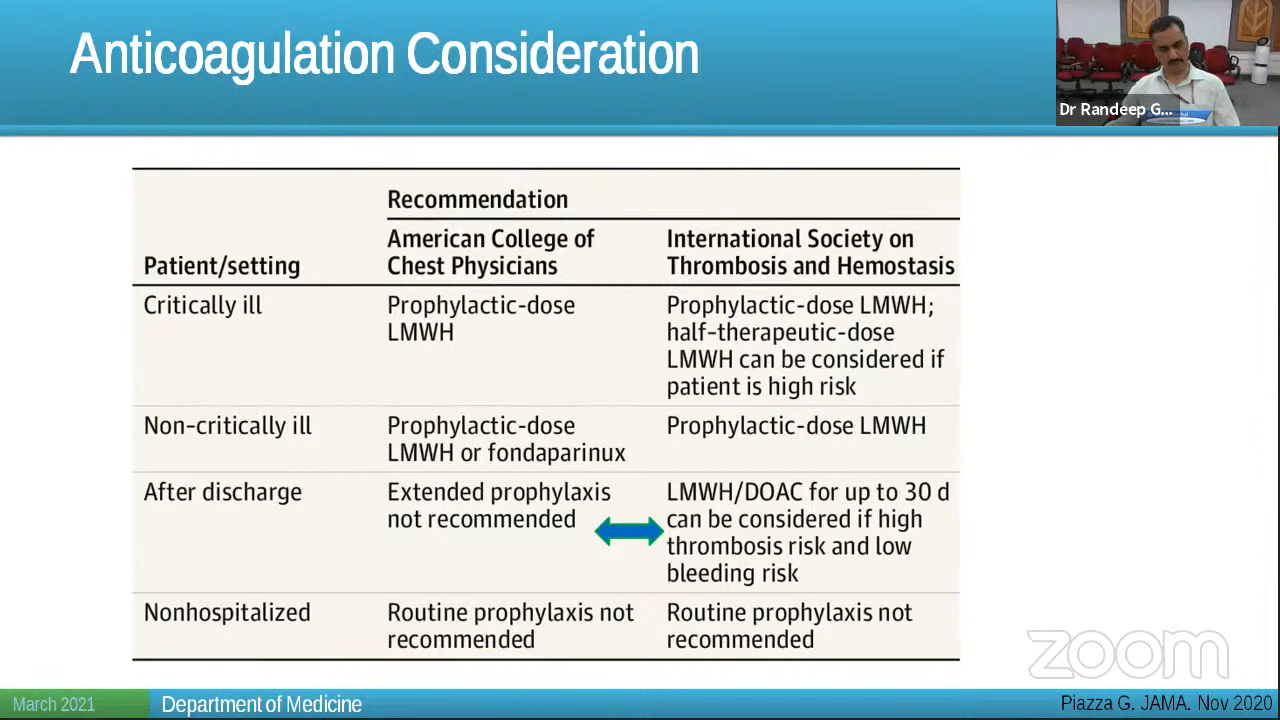 Anticoagulation Consideration
Dr Randeep G...
Recommendation
Patient/setting
American College of
Chest Physicians
International Society on
Thrombosis and Hemostasis
Critically ill
Prophylactic-dose
LMWH
Prophylactic-dose LMWH;
half-therapeutic-dose
LMWH can be considered if
patient is high risk
Non-critically ill
Prophylactic-dose
LMWH or fondaparinux
Prophylactic-dose LMWH
After discharge
Extended prophylaxis
not recommended
LMWH/DOAC for up to 30 d
can be considered if high
thrombosis risk and low
bleeding risk
Nonhospitalized
Routine prophylaxis not
recommended
Routine prophylaxis not
recommended
zoom
March 2021
Department of Medicine
Piazza G. JAMA. Nov 2020